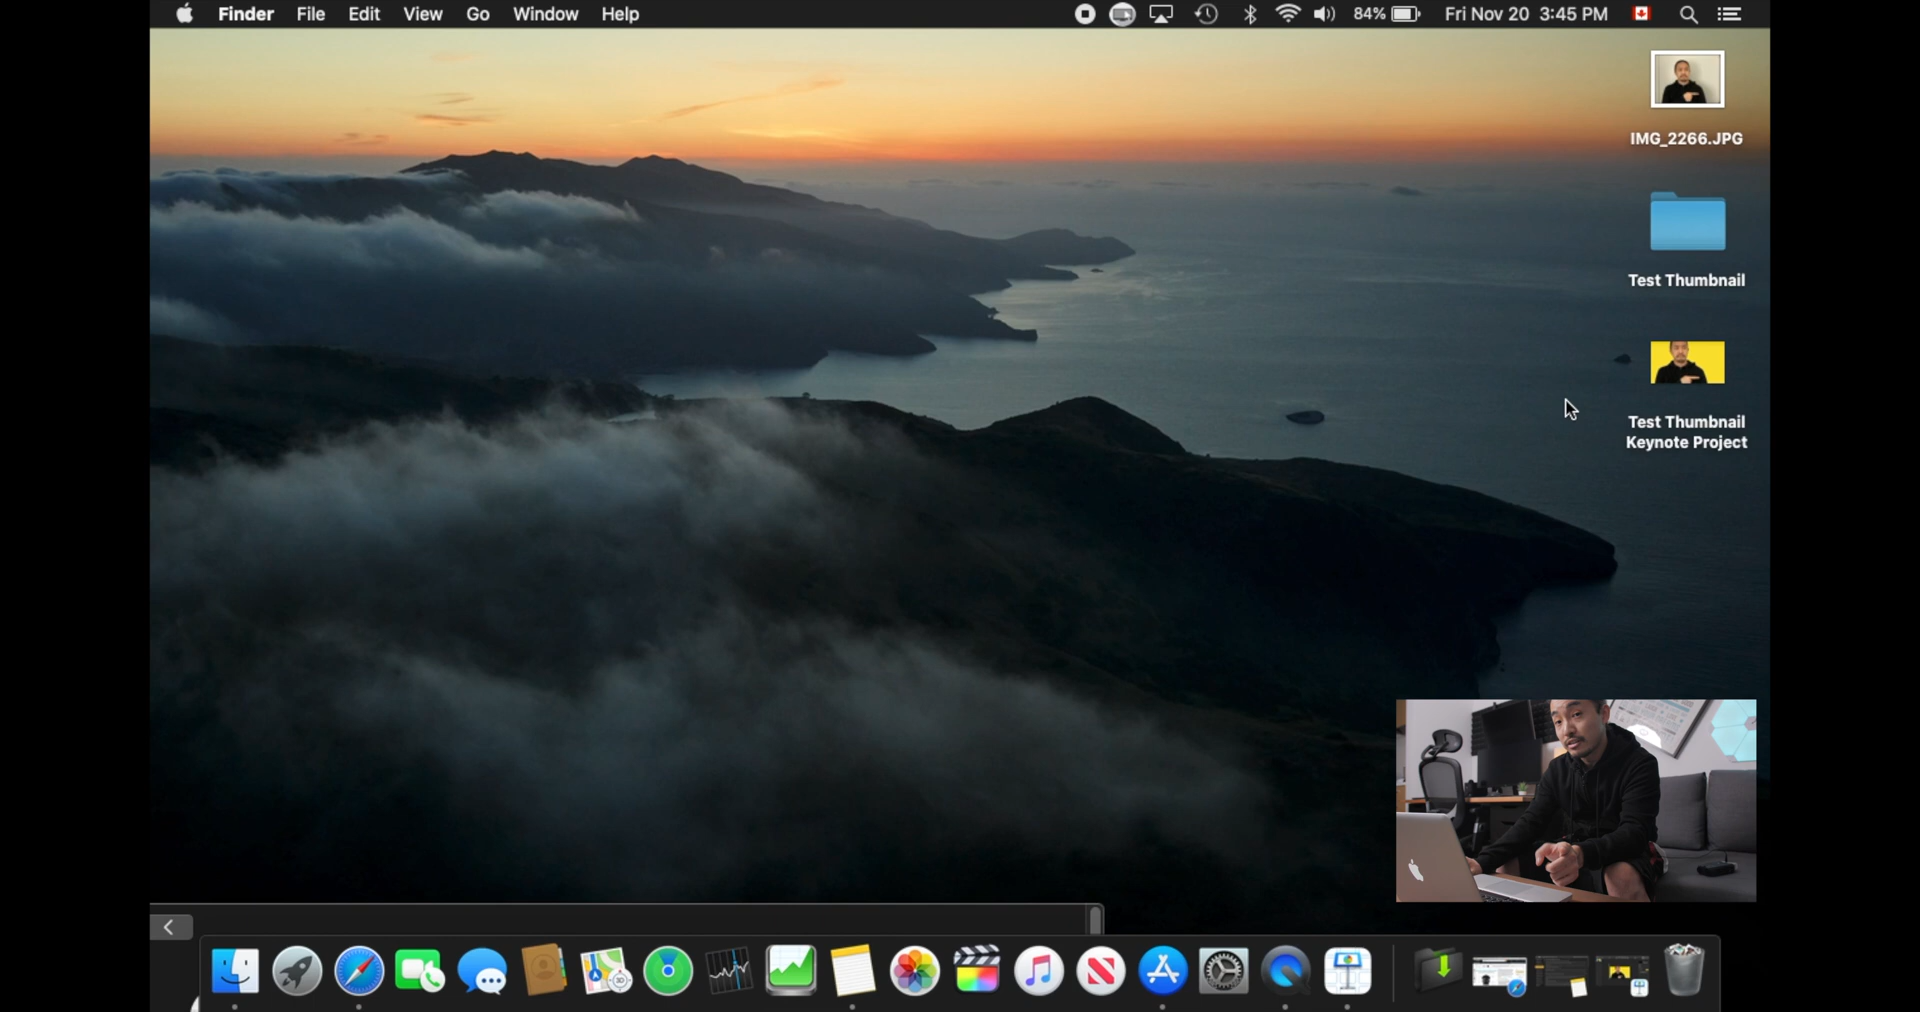 Finder File Edit View Go Window Help 84% Fri Nov 20 3:45 PM
IMG_2266.JPG
Test Thumbnail
Test Thumbnail
Keynote Project